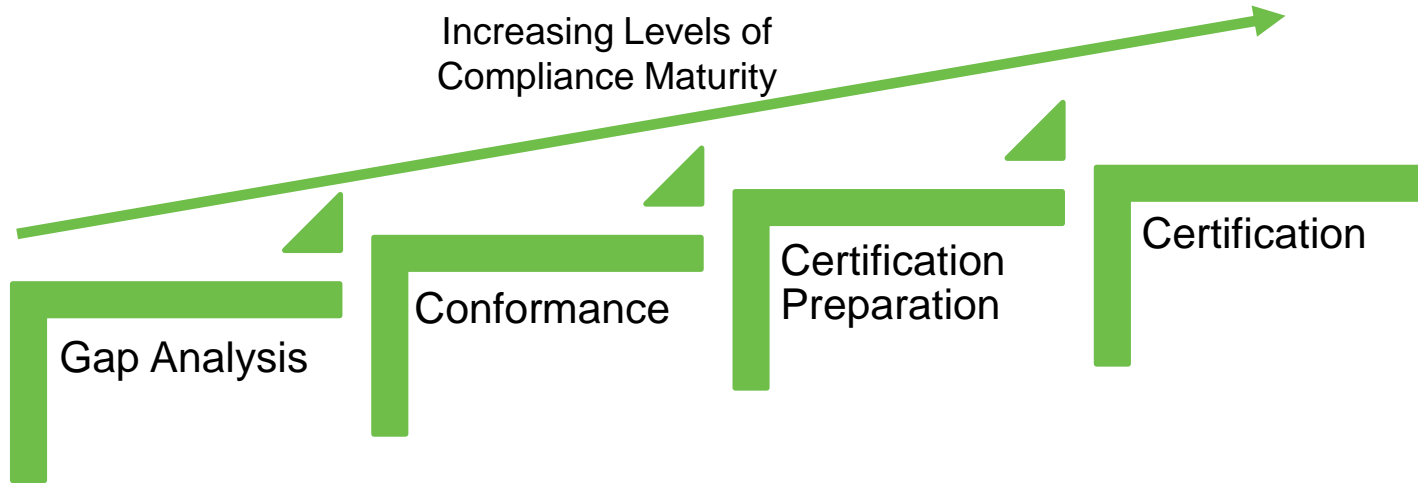 Increasing Levels of
Compliance Maturity
Gap Analysis
Conformance
Certification
Preparation
Certification